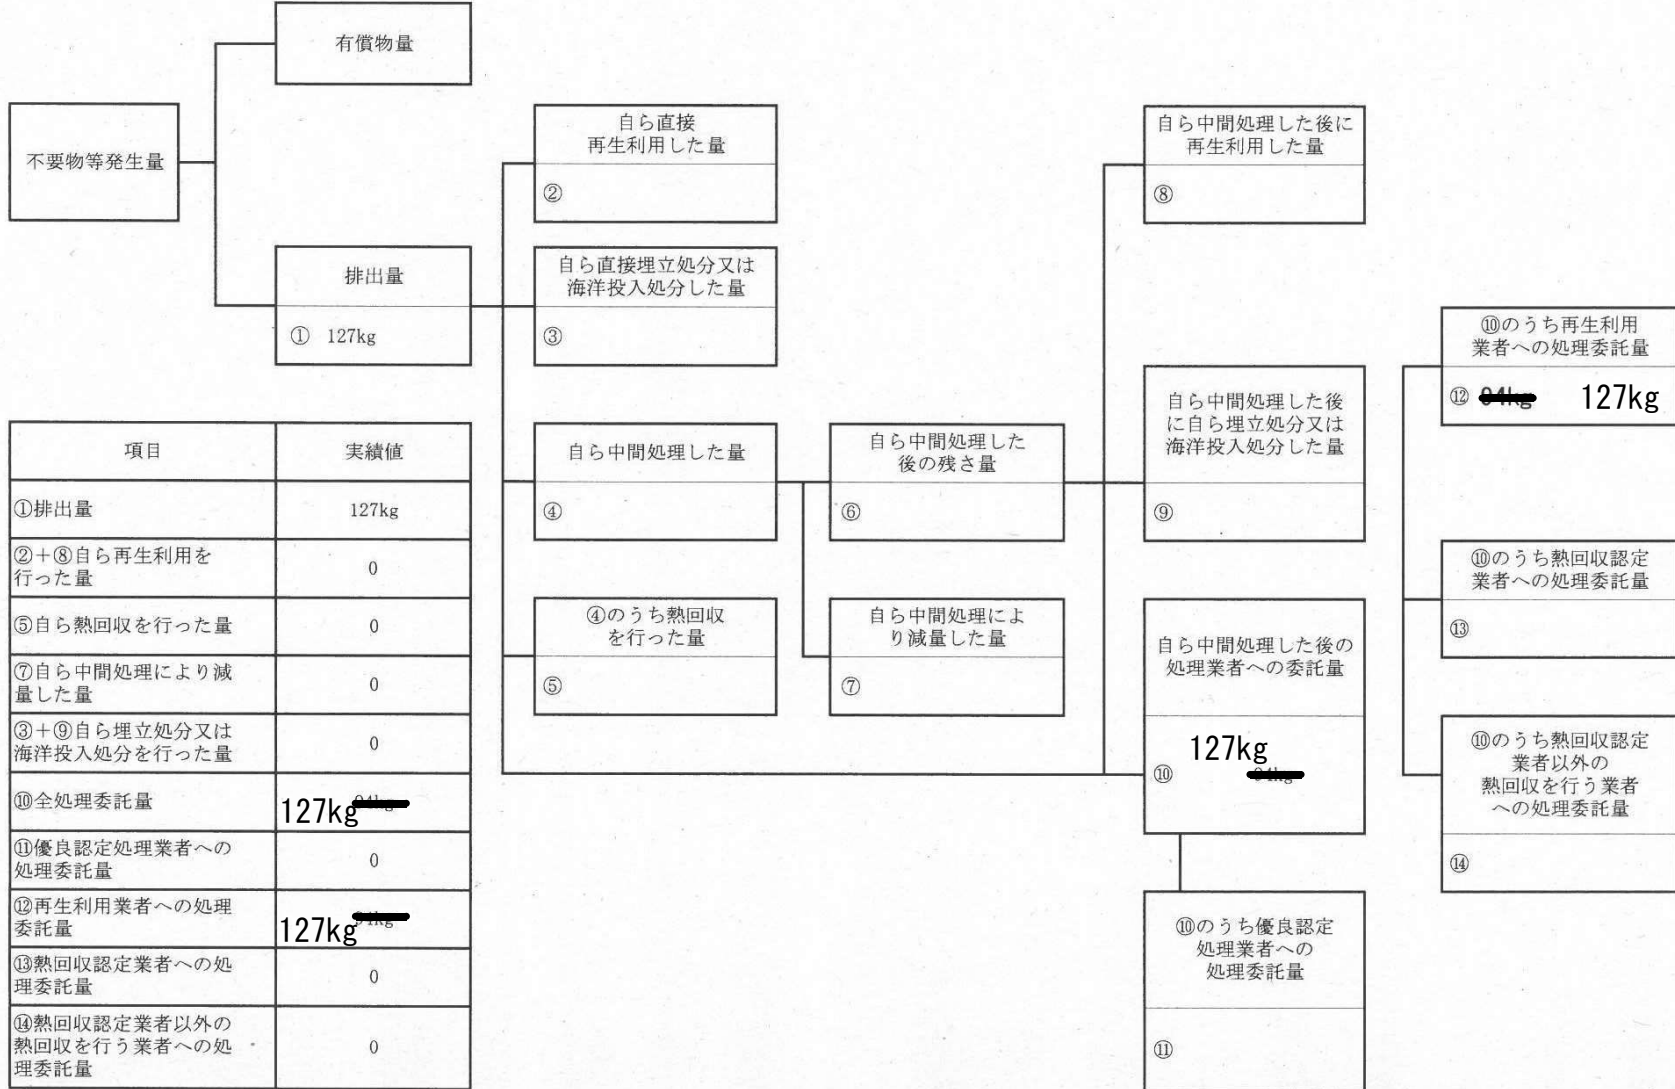 有償物量
不要物等発生量
排出量
① 127kg
自ら直接
再生利用した量
②
自ら直接埋立処分又は
海洋投入処分した量
③
自ら中間処理した量
④
④のうち熱回収
を行った量
⑤
自ら中間処理した
後の残さ量
⑥
自ら中間処理によ
り減量した量
⑦
自ら中間処理した後に
再生利用した量
⑧
自ら中間処理した後
に自ら埋立処分又は
海洋投入処分した量
⑨
自ら中間処理した後の
処理業者への委託量
127kg
⑩
⑩のうち優良認定
処理業者への
処理委託量
⑪
⑩のうち再生利用
業者への処理委託量
⑫ 127kg
⑩のうち熱回収認定
業者への処理委託量
⑬
⑩のうち熱回収認定
業者以外の
熱回収を行う業者
への処理委託量
⑭
項目 実績値
①排出量 127kg
②+⑧自ら再生利用を
行った量 0
⑤自ら熱回収を行った量 0
⑦自ら中間処理により減
量した量 0
③+⑨自ら埋立処分又は
海洋投入処分を行った量 0
⑩全処理委託量 127kg
⑪優良認定処理業者への
処理委託量 0
⑫再生利用業者への処理
委託量 127kg
⑬熱回収認定業者への処
理委託量 0
⑭熱回収認定業者以外の
熱回収を行う業者への処
理委託量 0